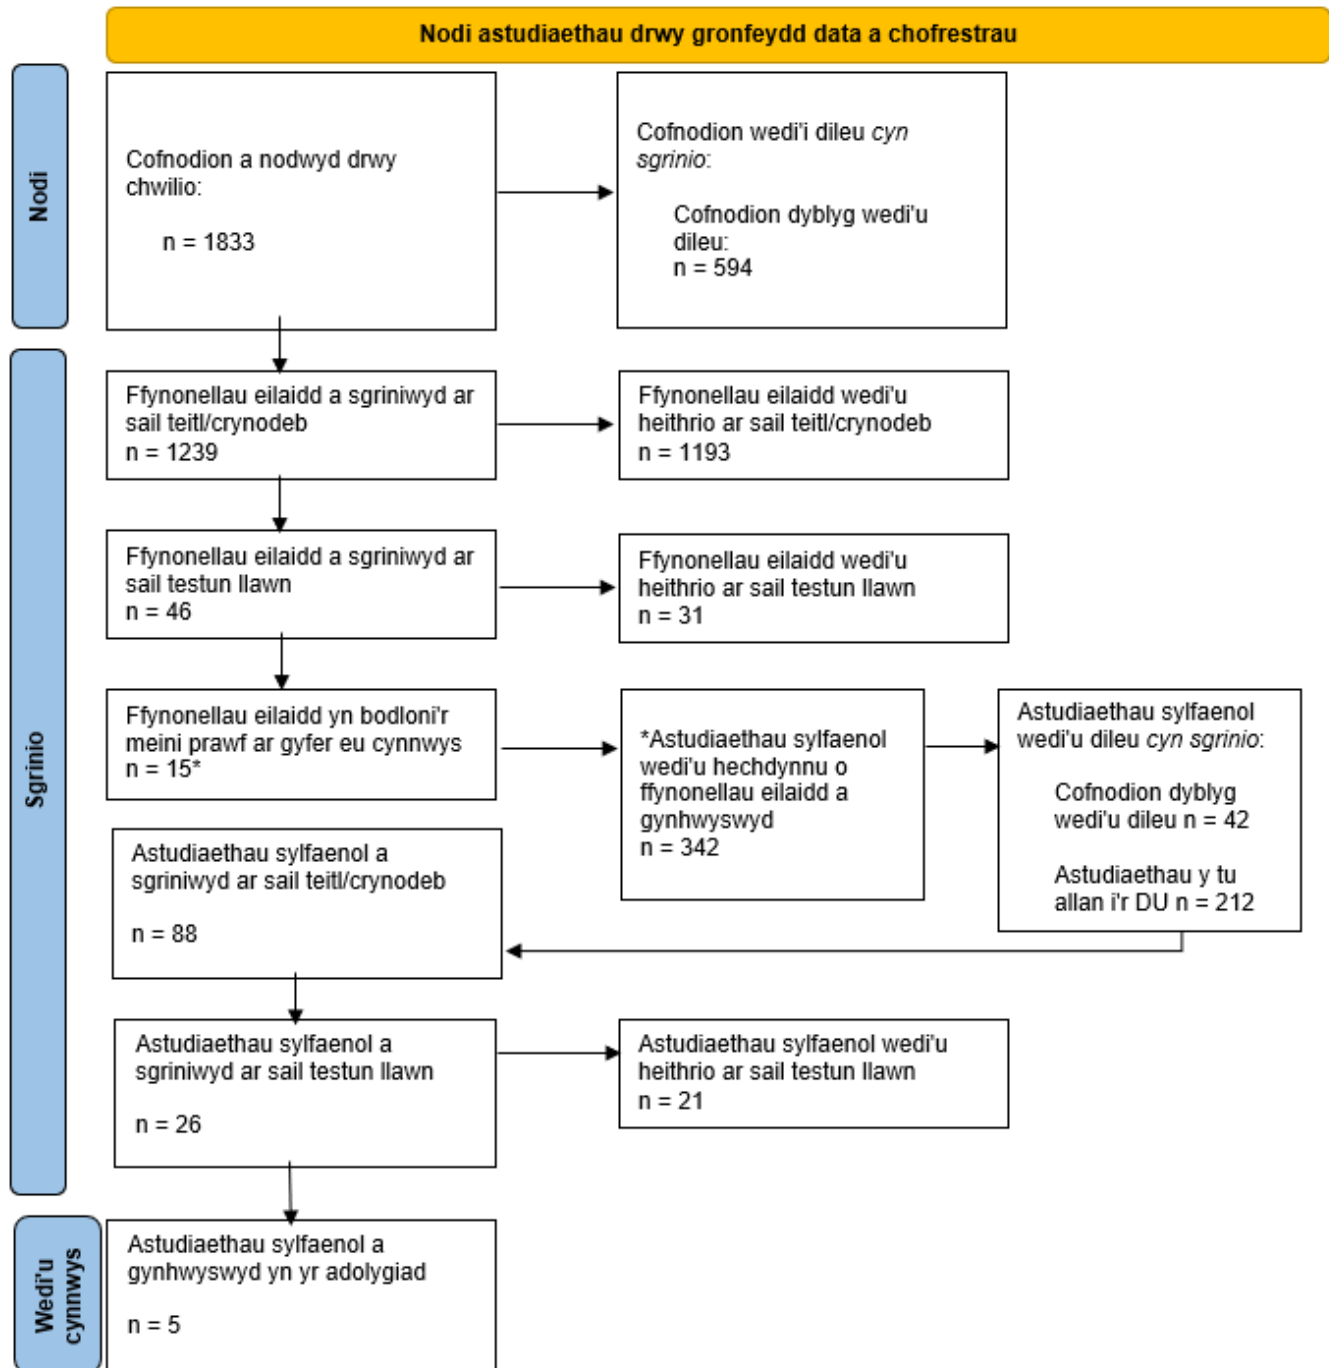 Nodi astudiaethau drwy gronfeydd data a chofrestrau
Nodi
Cofnodion a nodwyd drwy
chwilio:
n = 1833
Cofnodion wedi'i dileu cyn
sgrinio:
Cofnodion dyblyg wedi'u
dileu:
n = 594
Sgrinio
Ffynonellau eilaidd a sgriniwyd ar
sail teitl/crynodeb
n = 1239
Ffynonellau eilaidd wedi'u
heithrio ar sail teitl/crynodeb
n = 1193
Ffynonellau eilaidd a sgriniwyd ar
sail testun llawn
n = 46
Ffynonellau eilaidd wedi'u
heithrio ar sail testun llawn
n = 31
Ffynonellau eilaidd yn bodloni'r
meini prawf ar gyfer eu cynnwys
n = 15*
*Astudiaethau sylfaenol
wedi'u hechdynnu o
ffynonellau eilaidd a
gynhwyswyd
n = 342
Astudiaethau sylfaenol
wedi'u dileu cyn sgrinio:
Cofnodion dyblyg
wedi'u dileu n = 42
Astudiaethau y tu
allan i'r DU n = 212
Astudiaethau sylfaenol a
sgriniwyd ar sail teitl/crynodeb
n = 88
Astudiaethau sylfaenol a
sgriniwyd ar sail testun llawn
n = 26
Astudiaethau sylfaenol wedi'u
heithrio ar sail testun llawn
n = 21
Wedi'u
cynnwys
Astudiaethau sylfaenol a
gynhwyswyd yn yr adolygiad
n = 5